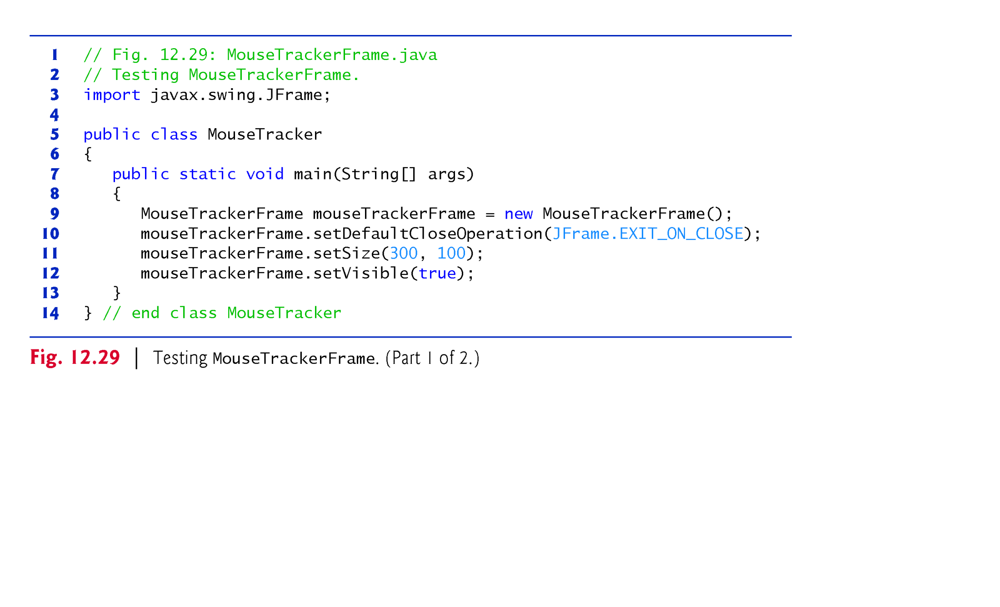 1 // Fig. 12.29: MouseTrackerFrame.java
2 // Testing MouseTrackerFrame.
3 import javax.swing.JFrame;
4
5 public class MouseTracker
6 {
7    public static void main(String[] args)
8    {
9       MouseTrackerFrame mouseTrackerFrame = new MouseTrackerFrame();
10       mouseTrackerFrame.setDefaultCloseOperation(JFrame.EXIT_ON_CLOSE);
11       mouseTrackerFrame.setSize(300, 100);
12       mouseTrackerFrame.setVisible(true);
13    }
14 } // end class MouseTracker
Fig. 12.29 | Testing MouseTrackerFrame. (Part 1 of 2.)